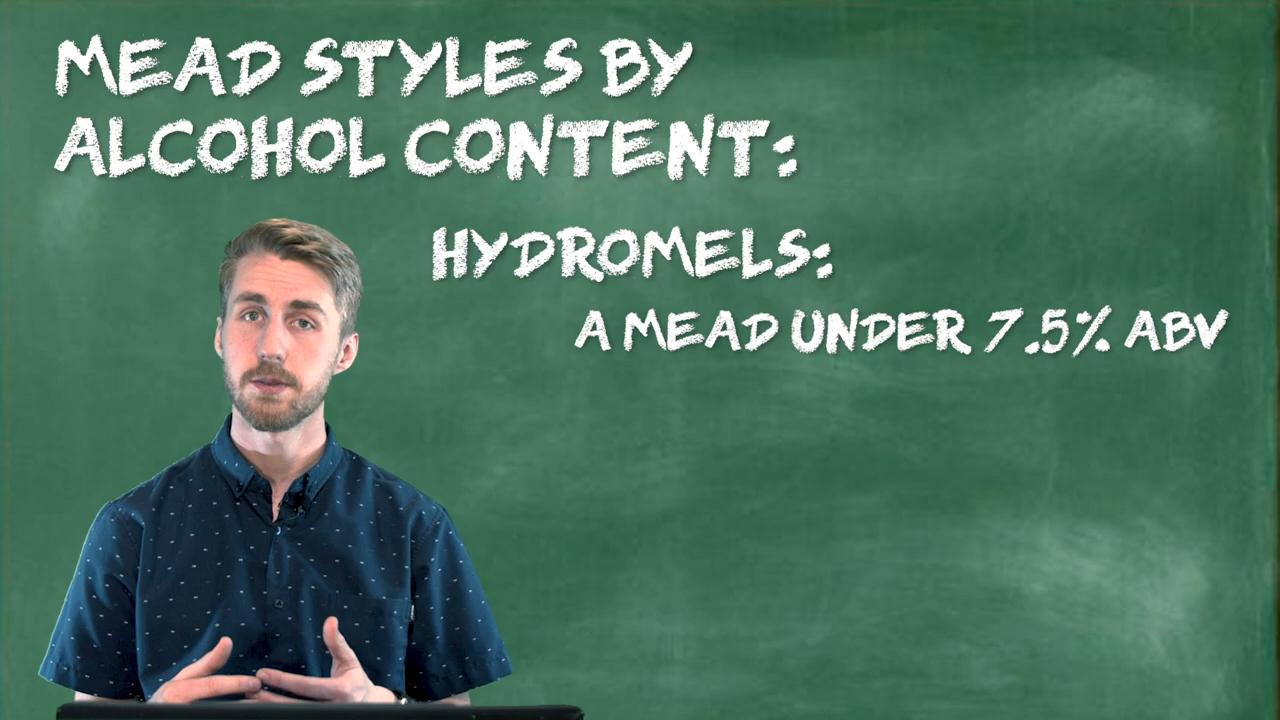 MEAD STYLES BY
ALCOHOL CONTENT:
HYDROMELS:
A MEAD UNDER 7.5% ABV